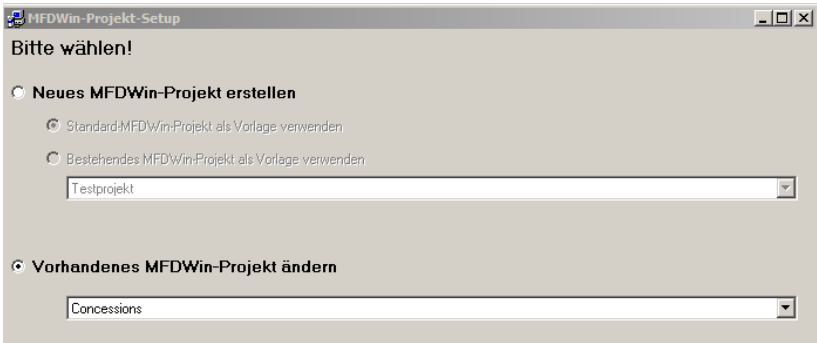 MFDWin-Projekt-Setup
Bitte wählen!
Neues MFDWin-Projekt erstellen
Standard-MFDWin-Projekt als Vorlage verwenden
Bestehendes MFDWin-Projekt als Vorlage verwenden
Testprojekt
Vorhandenes MFDWin-Projekt ändern
Concessions